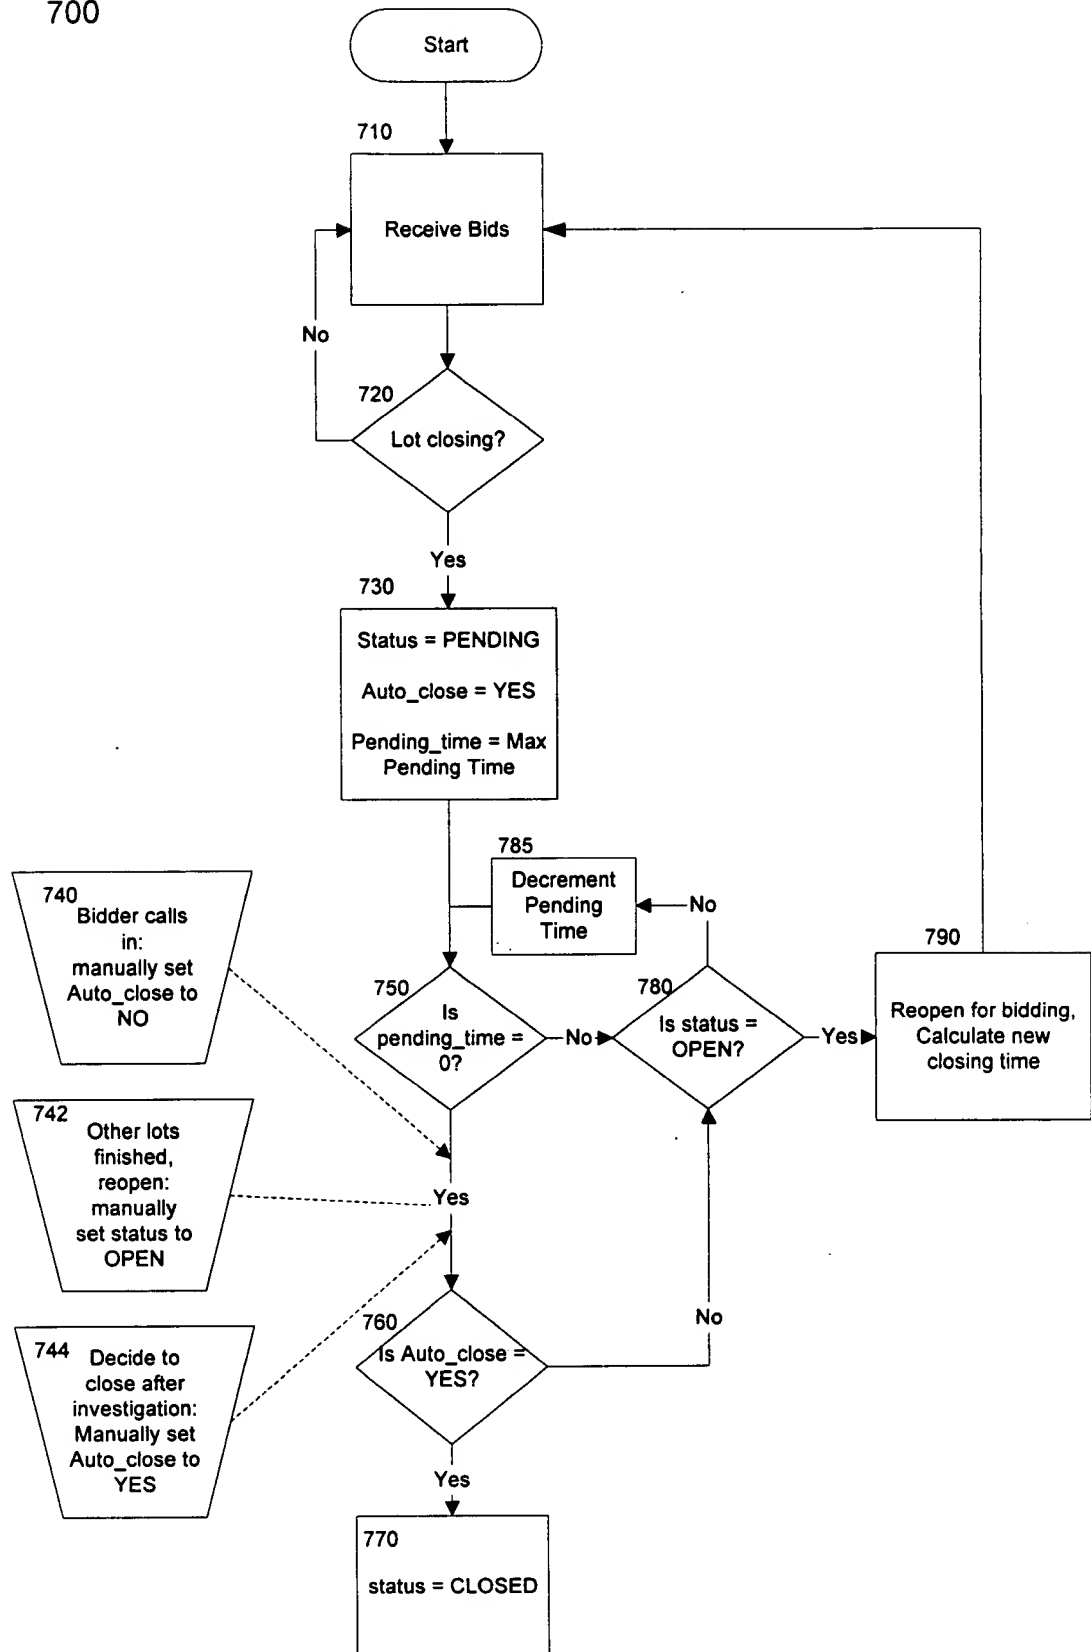 700
Start
710
Receive Bids
No
720
Lot closing?
Yes
730
Status = PENDING
Auto_close = YES
Pending_time = Max
Pending Time
785
Decrement
Pending
Time
No
740
Bidder calls
in:
manually set
Auto_close to
NO
750
Is
pending_time =
0?
No
780
Is status =
OPEN?
Yes
790
Reopen for bidding,
Calculate new
closing time
742
Other lots
finished,
reopen:
manually
set status to
OPEN
Yes
744
Decide to
close after
investigation:
Manually set
Auto_close to
YES
760
Is Auto_close =
YES?
No
Yes
770
status = CLOSED